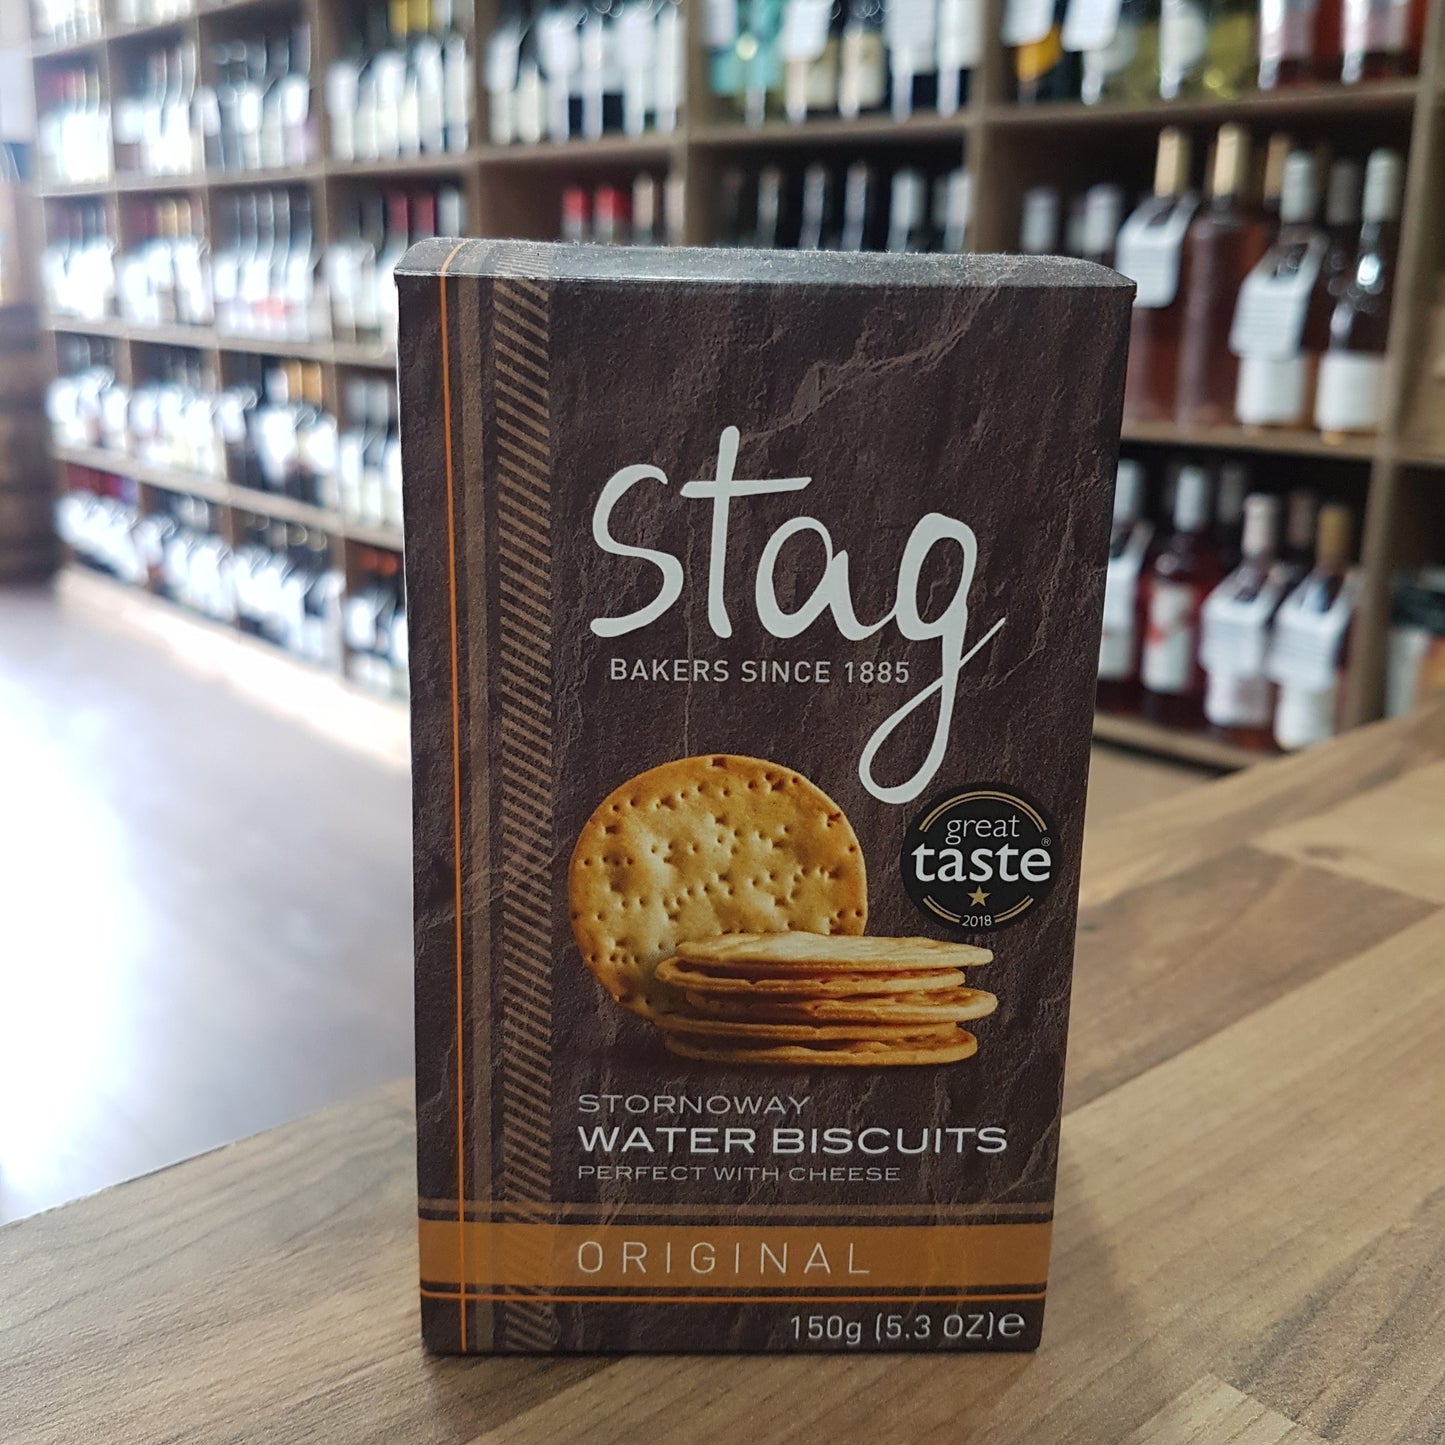 stag
BAKERS SINCE 1885
great
taste®
2018
STORNOWAY
WATER BISCUITS
PERFECT WITH CHEESE
ORIGINAL
150g (5.3 OZ)℮